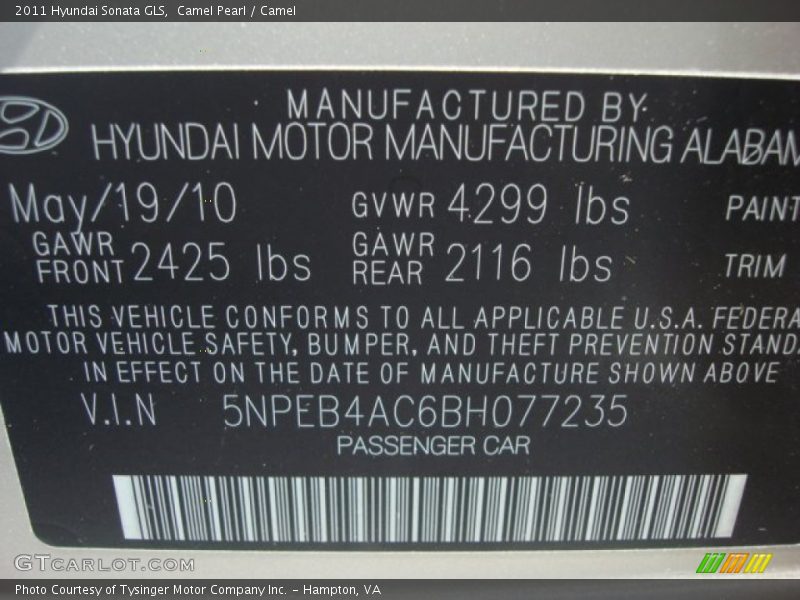 2011 Hyundai Sonata GLS,  Camel Pearl / Camel
MANUFACTURED BY
HYUNDAI MOTOR MANUFACTURING ALABAM
May/19/10 GVWR 4299 lbs PAINT
GAWR FRONT 2425 lbs GAWR REAR 2116 lbs TRIM
THIS VEHICLE CONFORMS TO ALL APPLICABLE U.S.A. FEDERA
MOTOR VEHICLE SAFETY, BUMPER, AND THEFT PREVENTION STAND
IN EFFECT ON THE DATE OF MANUFACTURE SHOWN ABOVE
V.I.N 5NPEB4AC6BH077235
PASSENGER CAR
GTCARLOT.COM
Photo Courtesy of Tysinger Motor Company Inc. – Hampton, VA